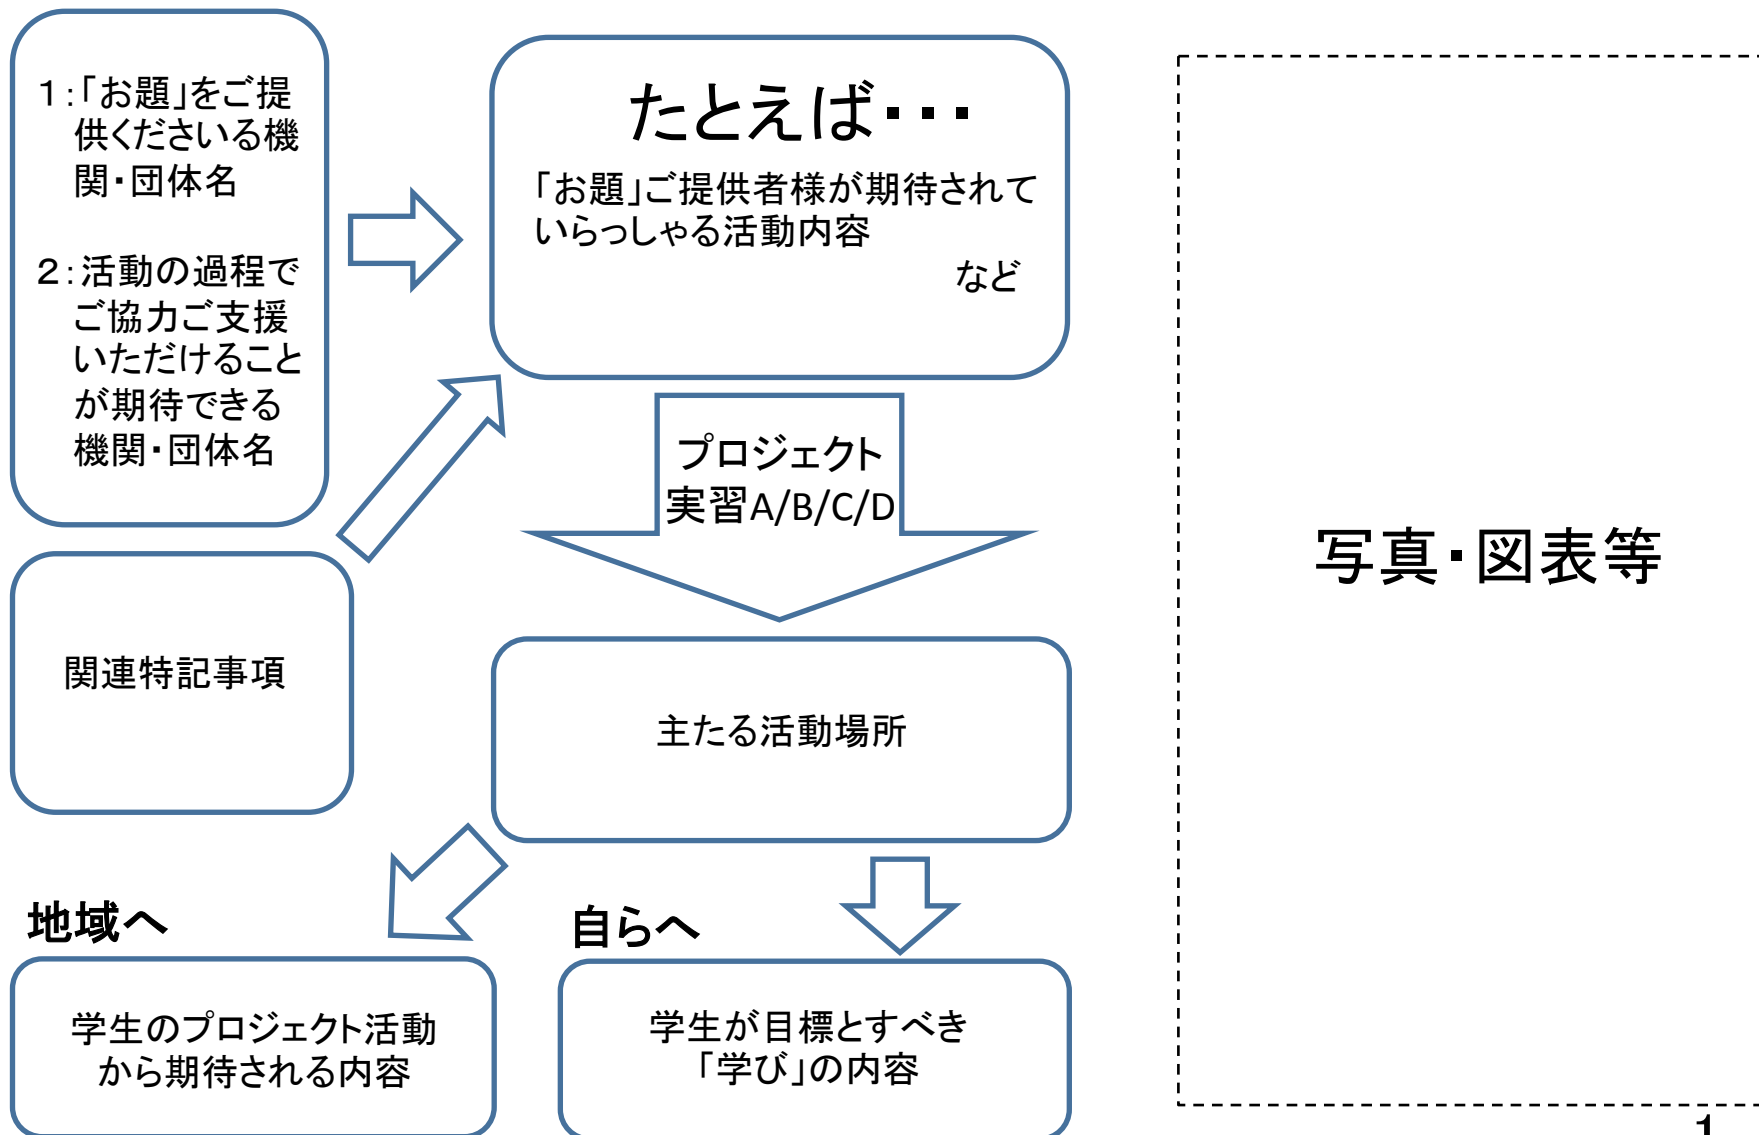 １：「お題」をご提
供くださいる機
関・団体名
２：活動の過程で
ご協力ご支援
いただけること
が期待できる
機関・団体名
たとえば・・・
「お題」ご提供者様が期待されて
いらっしゃる活動内容
など
プロジェクト
実習A/B/C/D
関連特記事項
主たる活動場所
地域へ
学生のプロジェクト活動
から期待される内容
自らへ
学生が目標とすべき
「学び」の内容
写真・図表等
1